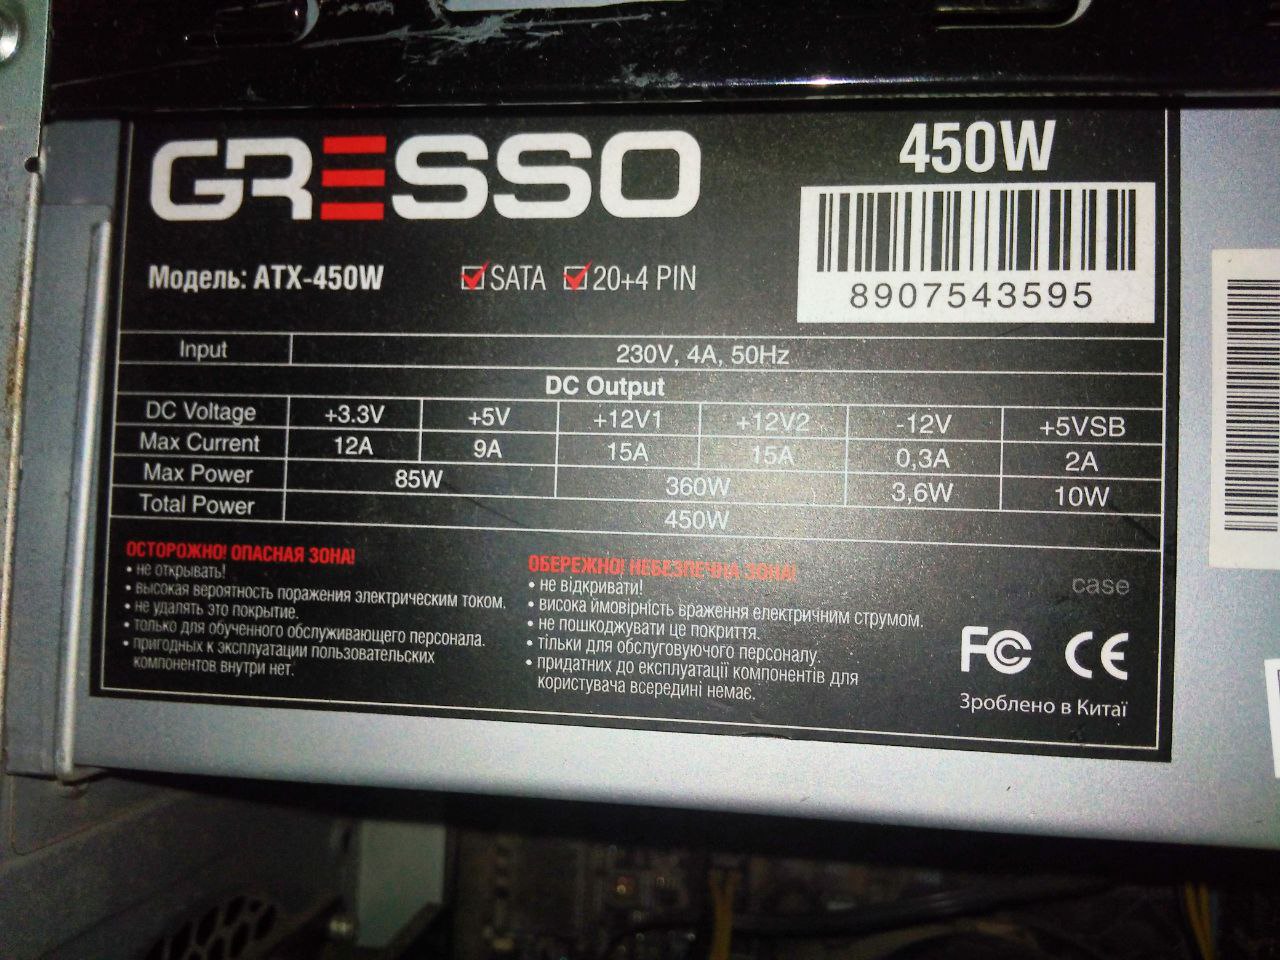 GRESSO
450W
8907543595
Модель: ATX-450W SATA 20+4 PIN
Input 230V, 4A, 50Hz
DC Output
DC Voltage +3.3V +5V +12V1 +12V2 -12V +5VSB
Max Current 12A 9A 15A 15A 0,3A 2A
Max Power 85W 360W 3,6W 10W
Total Power 450W
ОСТОРОЖНО! ОПАСНАЯ ЗОНА!
• не открывать!
• высокая вероятность поражения электрическим током.
• не удалять это покрытие.
• только для обученного обслуживающего персонала.
• пригодных к эксплуатации пользовательских
компонентов внутри нет.
ОБЕРЕЖНО! НЕБЕЗПЕЧНА ЗОНА!
• не відкривати!
• висока ймовірність враження електричним струмом.
• не пошкоджувати це покриття.
• тільки для обслуговуючого персоналу.
• придатних до експлуатації компонентів для
користувача всередині немає.
case
FC CE
Зроблено в Китаї